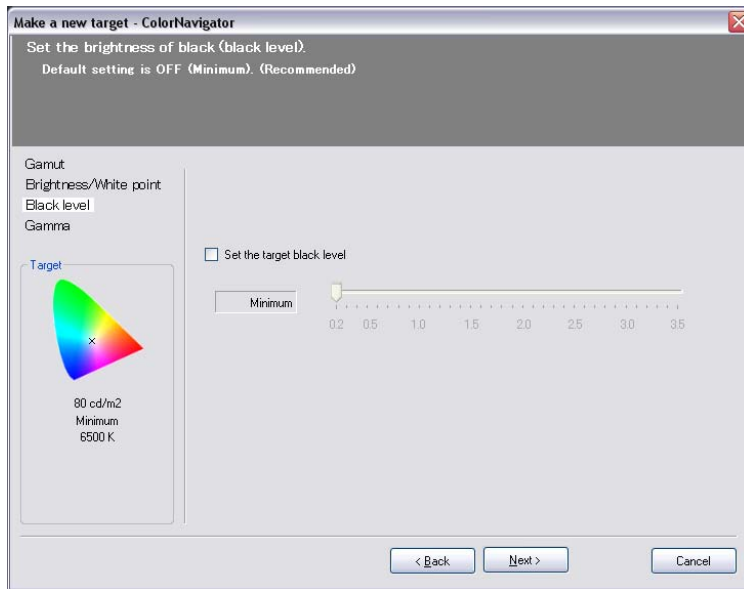 Make a new target - ColorNavigator
Set the brightness of black (black level).
Default setting is OFF (Minimum). (Recommended)
Gamut
Brightness/White point
Black level
Gamma
Target
80 cd/m2
Minimum
6500 K
Set the target black level
Minimum
0.2 0.5 1.0 1.5 2.0 2.5 3.0 3.5
< Back Next > Cancel